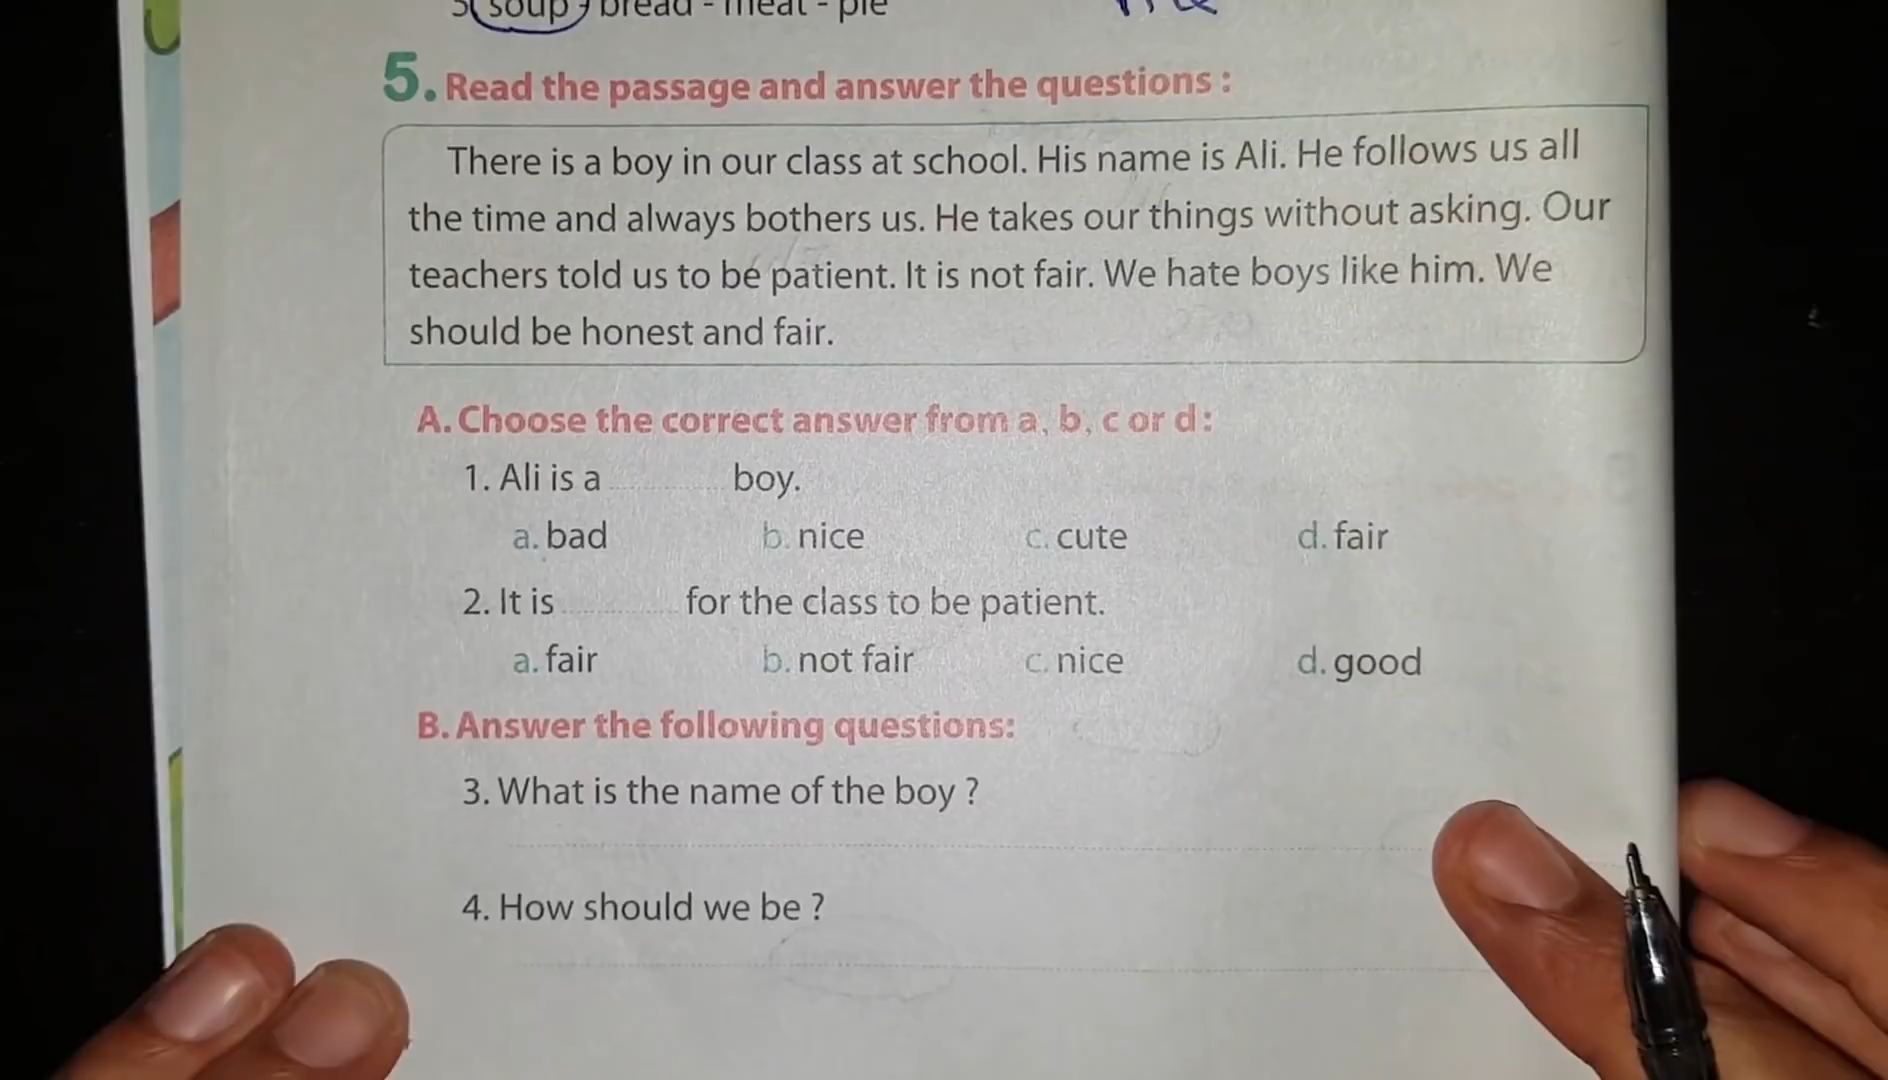 soup - bread - meat - pie
5. Read the passage and answer the questions :
There is a boy in our class at school. His name is Ali. He follows us all
the time and always bothers us. He takes our things without asking. Our
teachers told us to be patient. It is not fair. We hate boys like him. We
should be honest and fair.
A. Choose the correct answer from a, b, c or d:
1. Ali is a ............ boy.
a. bad b. nice c. cute d. fair
2. It is ............ for the class to be patient.
a. fair b. not fair c. nice d. good
B. Answer the following questions:
3. What is the name of the boy ?
4. How should we be ?